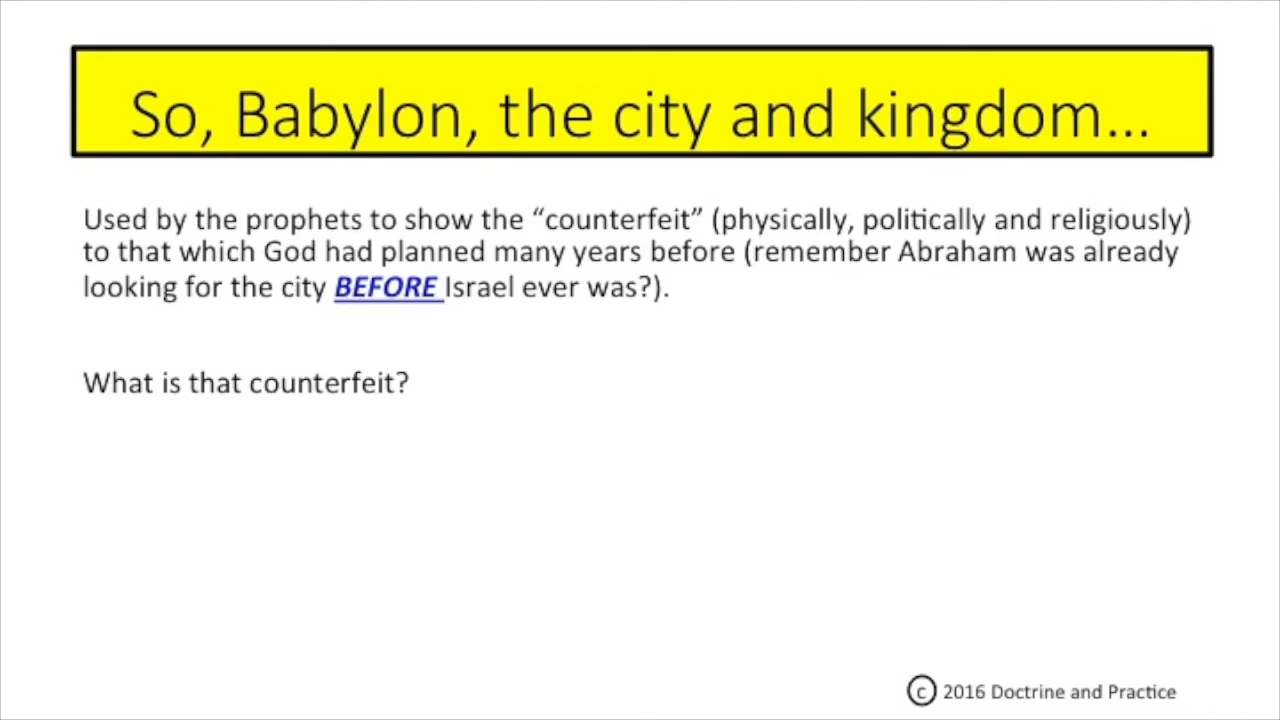 So, Babylon, the city and kingdom...
Used by the prophets to show the “counterfeit” (physically, politically and religiously)
to that which God had planned many years before (remember Abraham was already
looking for the city BEFORE Israel ever was?).
What is that counterfeit?
© 2016 Doctrine and Practice